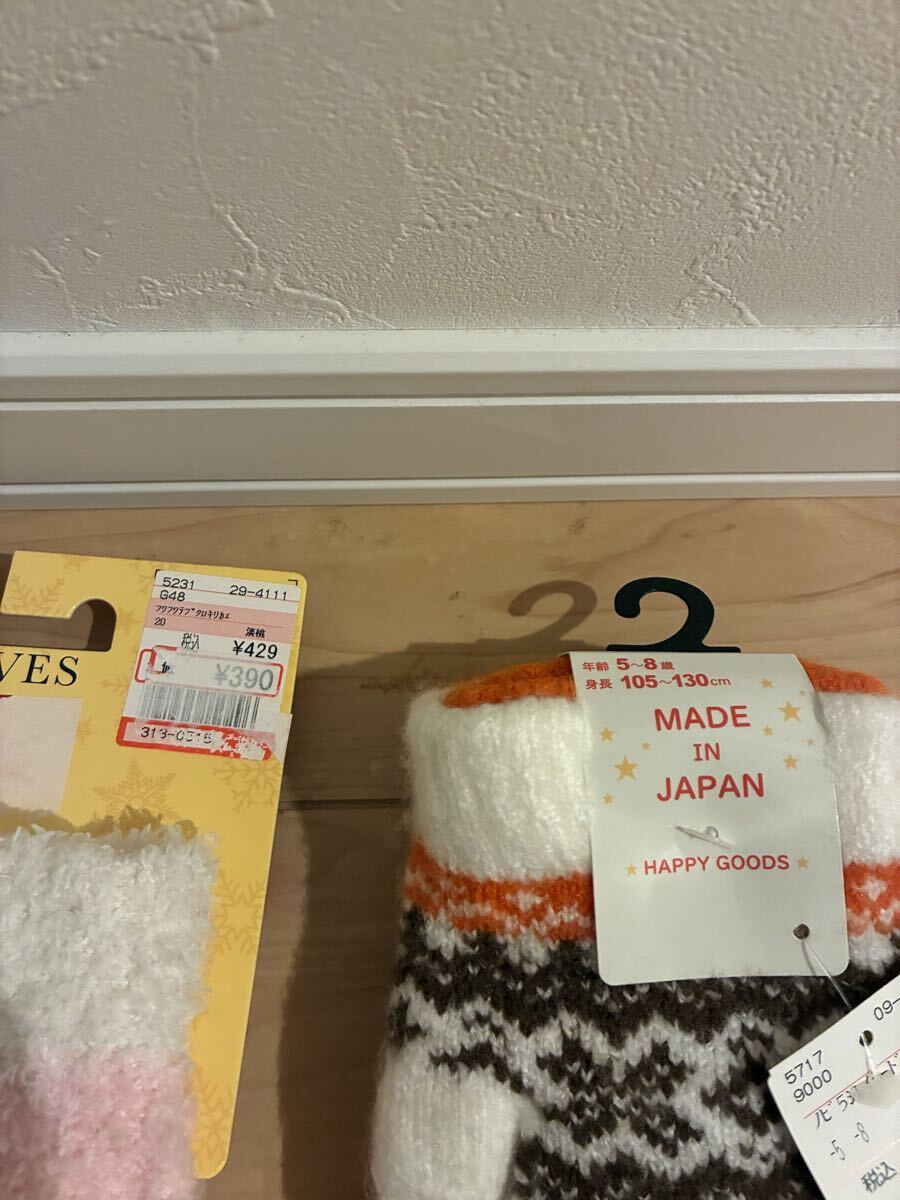 VES
5231 29-4111
G48
フワフワテブクロキリカエ
20 淡桃
税込 ¥429
¥390
年齢 5~8歳
身長 105~130cm
MADE
IN
JAPAN
★ HAPPY GOODS ★
5717 09-
9000
-5 -8
税込